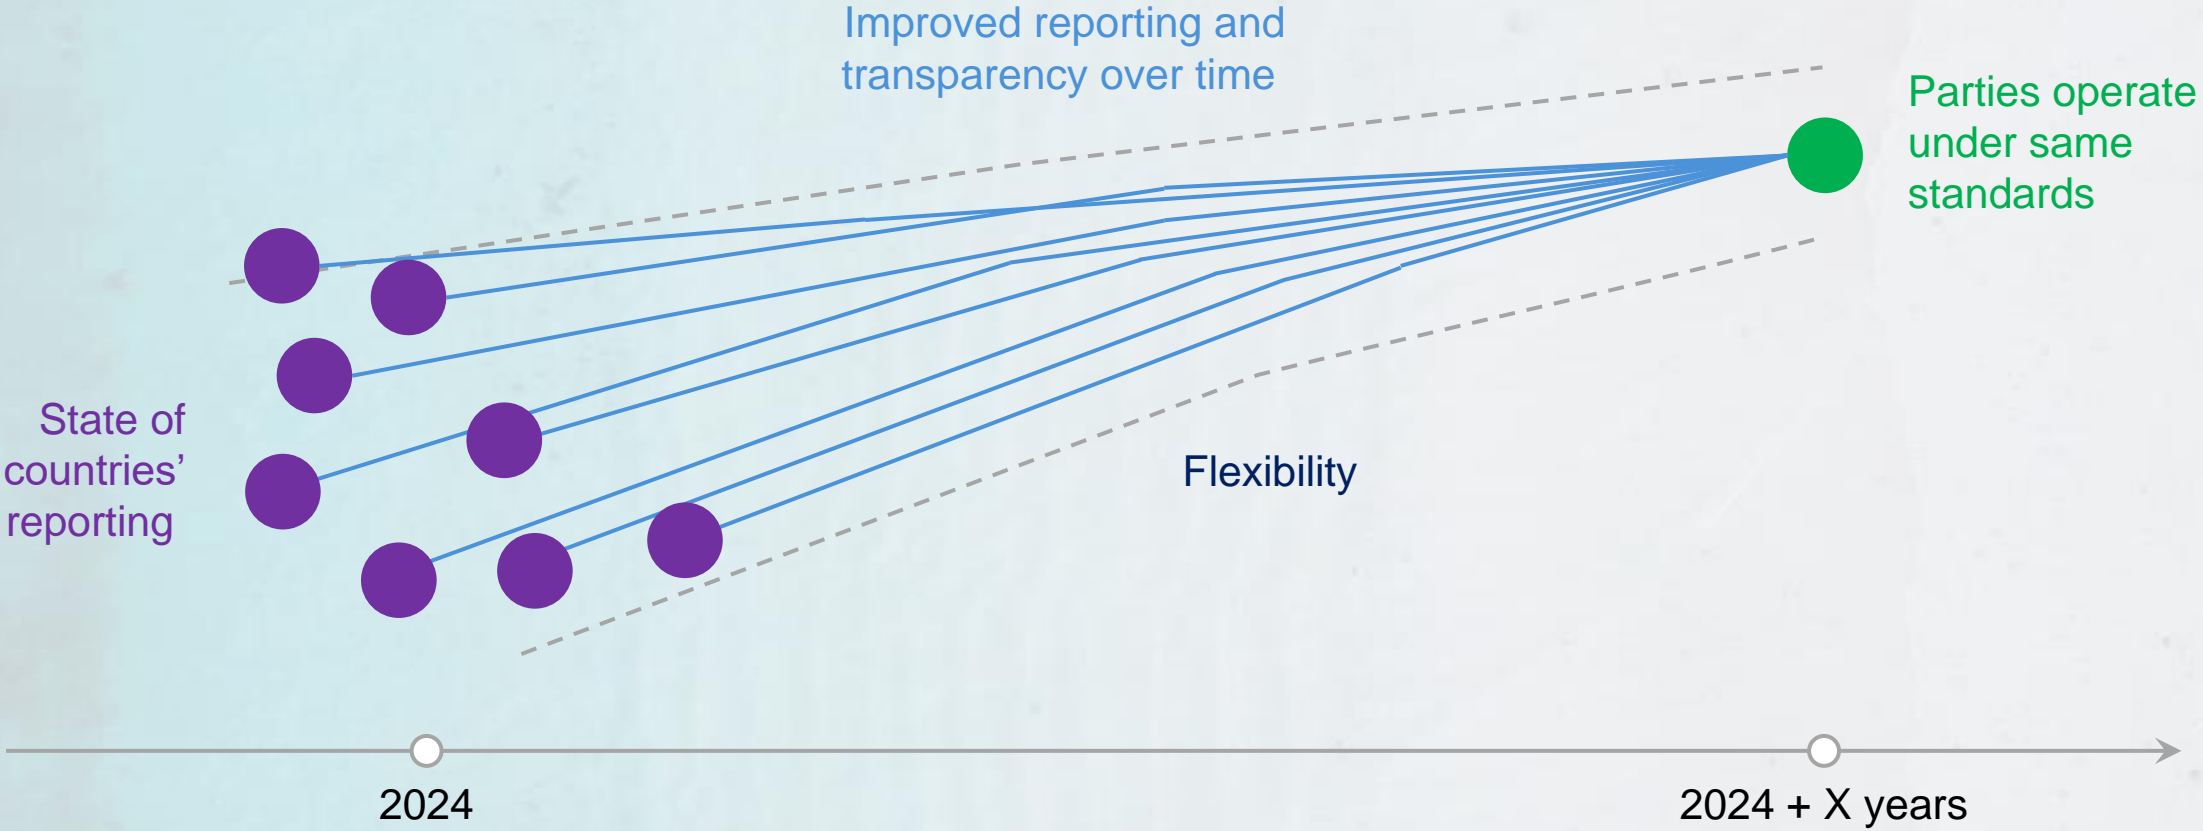 Improved reporting and
transparency over time
Parties operate
under same
standards
State of
countries’
reporting
Flexibility
2024
2024 + X years